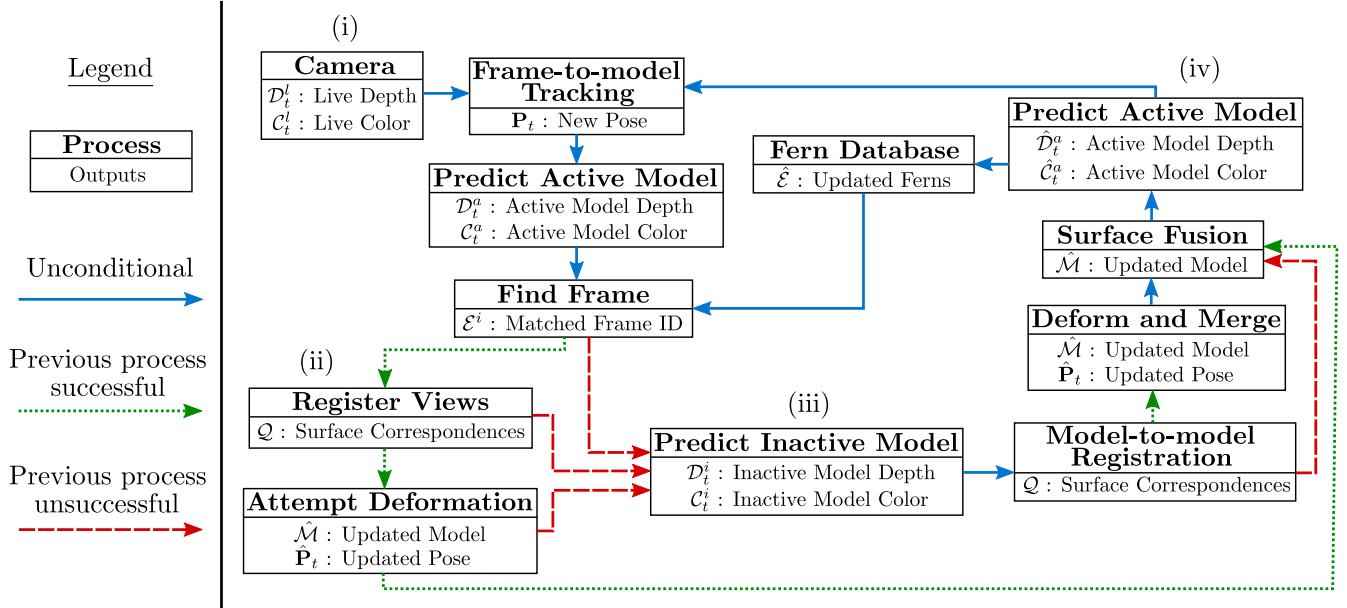 Legend
Process
Outputs
Unconditional
Previous process
successful
Previous process
unsuccessful
(i)
Camera
𝒟ₜˡ : Live Depth
𝒞ₜˡ : Live Color
Frame-to-model
Tracking
𝐏ₜ : New Pose
Predict Active Model
𝒟ₜᵃ : Active Model Depth
𝒞ₜᵃ : Active Model Color
Find Frame
ℰⁱ : Matched Frame ID
Fern Database
ℰ̂ : Updated Ferns
(ii)
Register Views
𝒬 : Surface Correspondences
Attempt Deformation
ℳ̂ : Updated Model
𝐏̂ₜ : Updated Pose
(iii)
Predict Inactive Model
𝒟ₜⁱ : Inactive Model Depth
𝒞ₜⁱ : Inactive Model Color
Model-to-model
Registration
𝒬 : Surface Correspondences
Deform and Merge
ℳ̂ : Updated Model
𝐏̂ₜ : Updated Pose
Surface Fusion
ℳ̂ : Updated Model
(iv)
Predict Active Model
𝒟̂ₜᵃ : Active Model Depth
𝒞̂ₜᵃ : Active Model Color